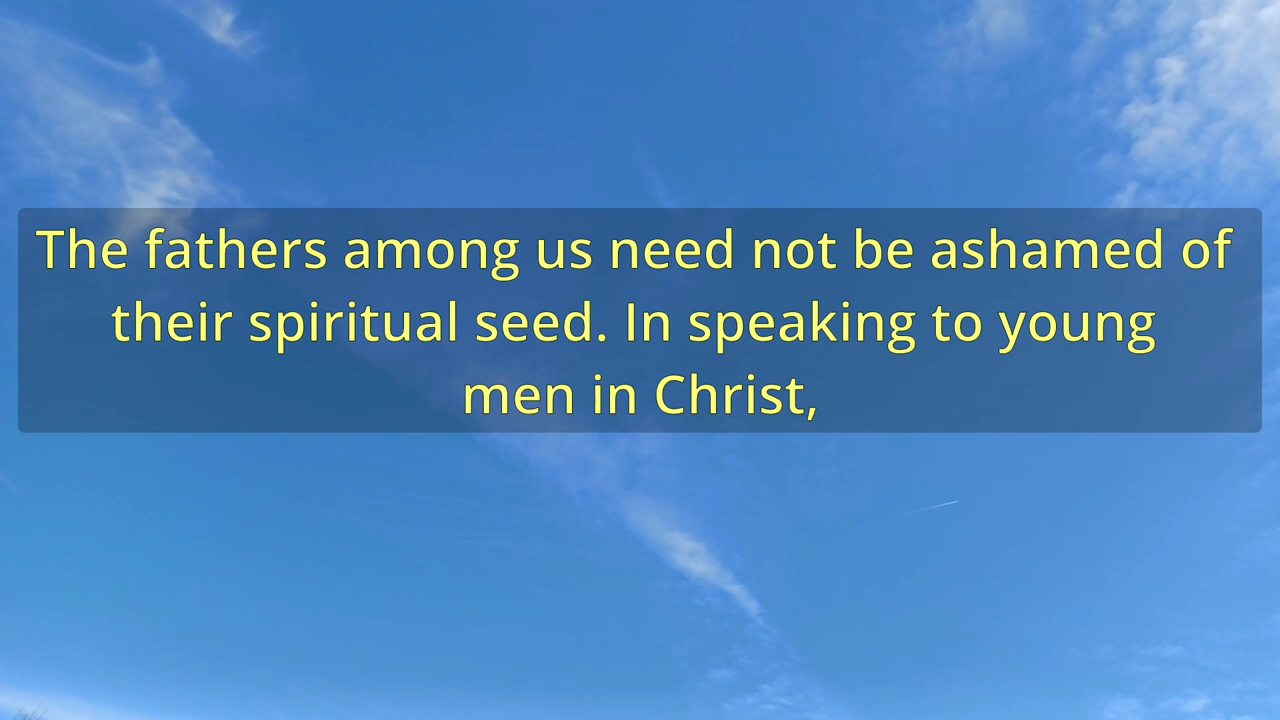 The fathers among us need not be ashamed of
their spiritual seed. In speaking to young
men in Christ,